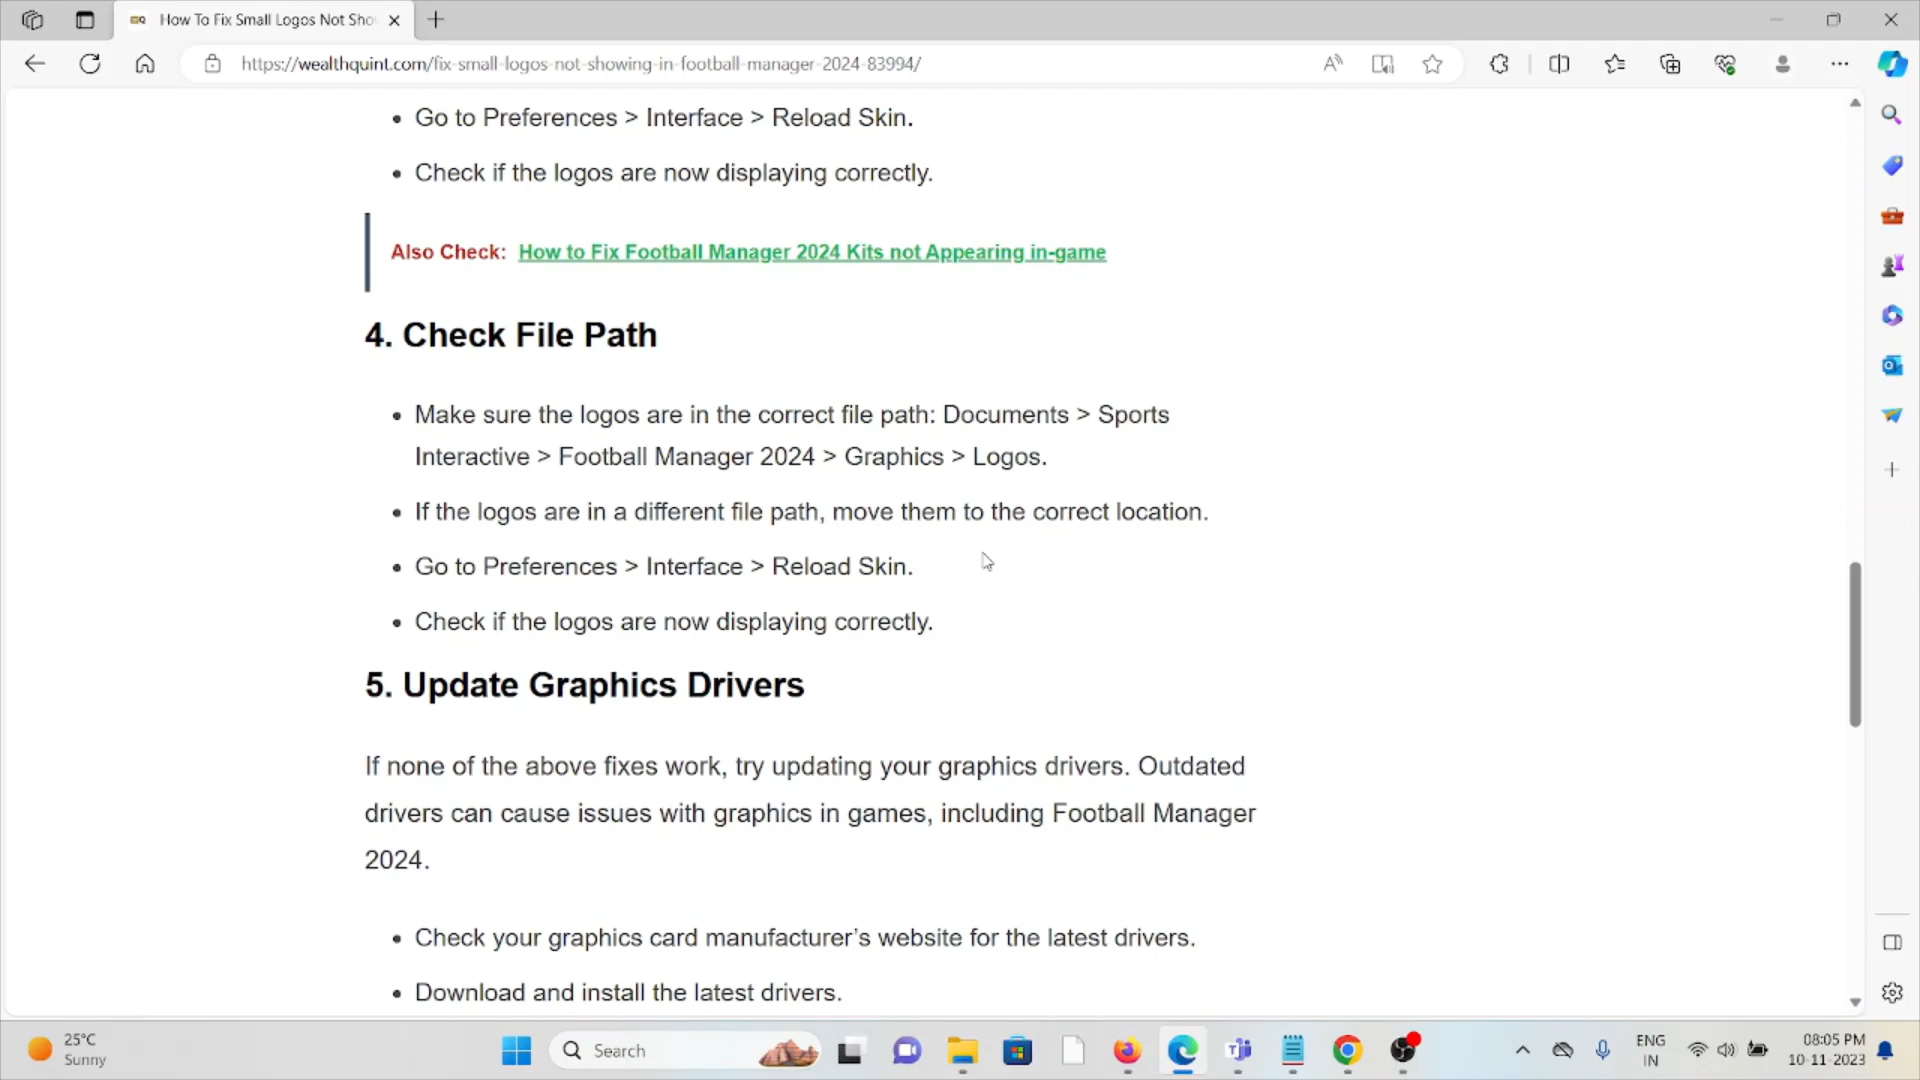 How To Fix Small Logos Not Sho
https://wealthquint.com/fix-small-logos-not-showing-in-football-manager-2024-83994/
• Go to Preferences > Interface > Reload Skin.
• Check if the logos are now displaying correctly.
Also Check: How to Fix Football Manager 2024 Kits not Appearing in-game
4. Check File Path
• Make sure the logos are in the correct file path: Documents > Sports
Interactive > Football Manager 2024 > Graphics > Logos.
• If the logos are in a different file path, move them to the correct location.
• Go to Preferences > Interface > Reload Skin.
• Check if the logos are now displaying correctly.
5. Update Graphics Drivers
If none of the above fixes work, try updating your graphics drivers. Outdated
drivers can cause issues with graphics in games, including Football Manager
2024.
• Check your graphics card manufacturer’s website for the latest drivers.
• Download and install the latest drivers.
25°C
Sunny
Search
ENG
IN
08:05 PM
10-11-2023